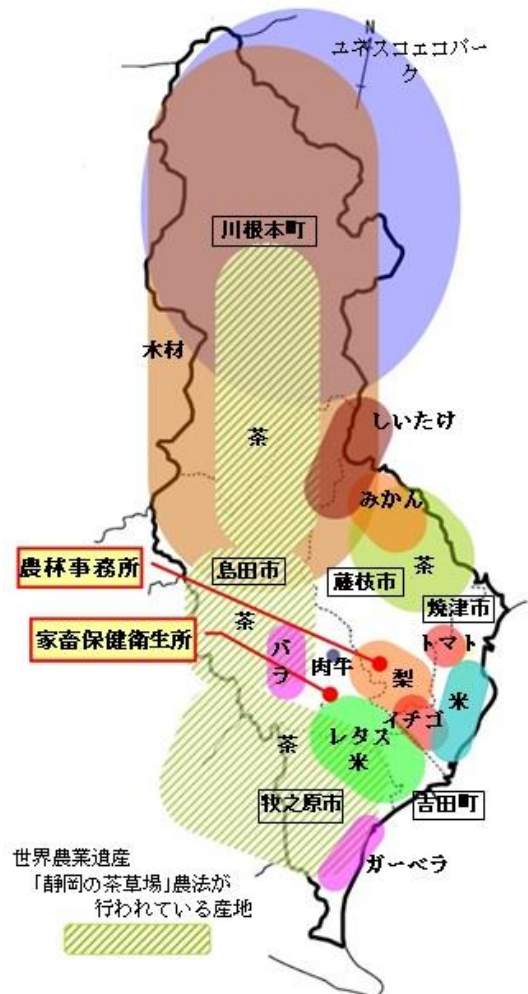 N
ユネスコエコパー
ク
川根本町
木材
しいたけ
茶
みかん
農林事務所
島田市
藤枝市
茶
焼津市
家畜保健衛生所
茶
バラ
肉牛
梨
トマト
米
イチゴ
茶
レタス
米
牧之原市
吉田町
ガーベラ
世界農業遺産
「静岡の茶草場」農法が
行われている産地